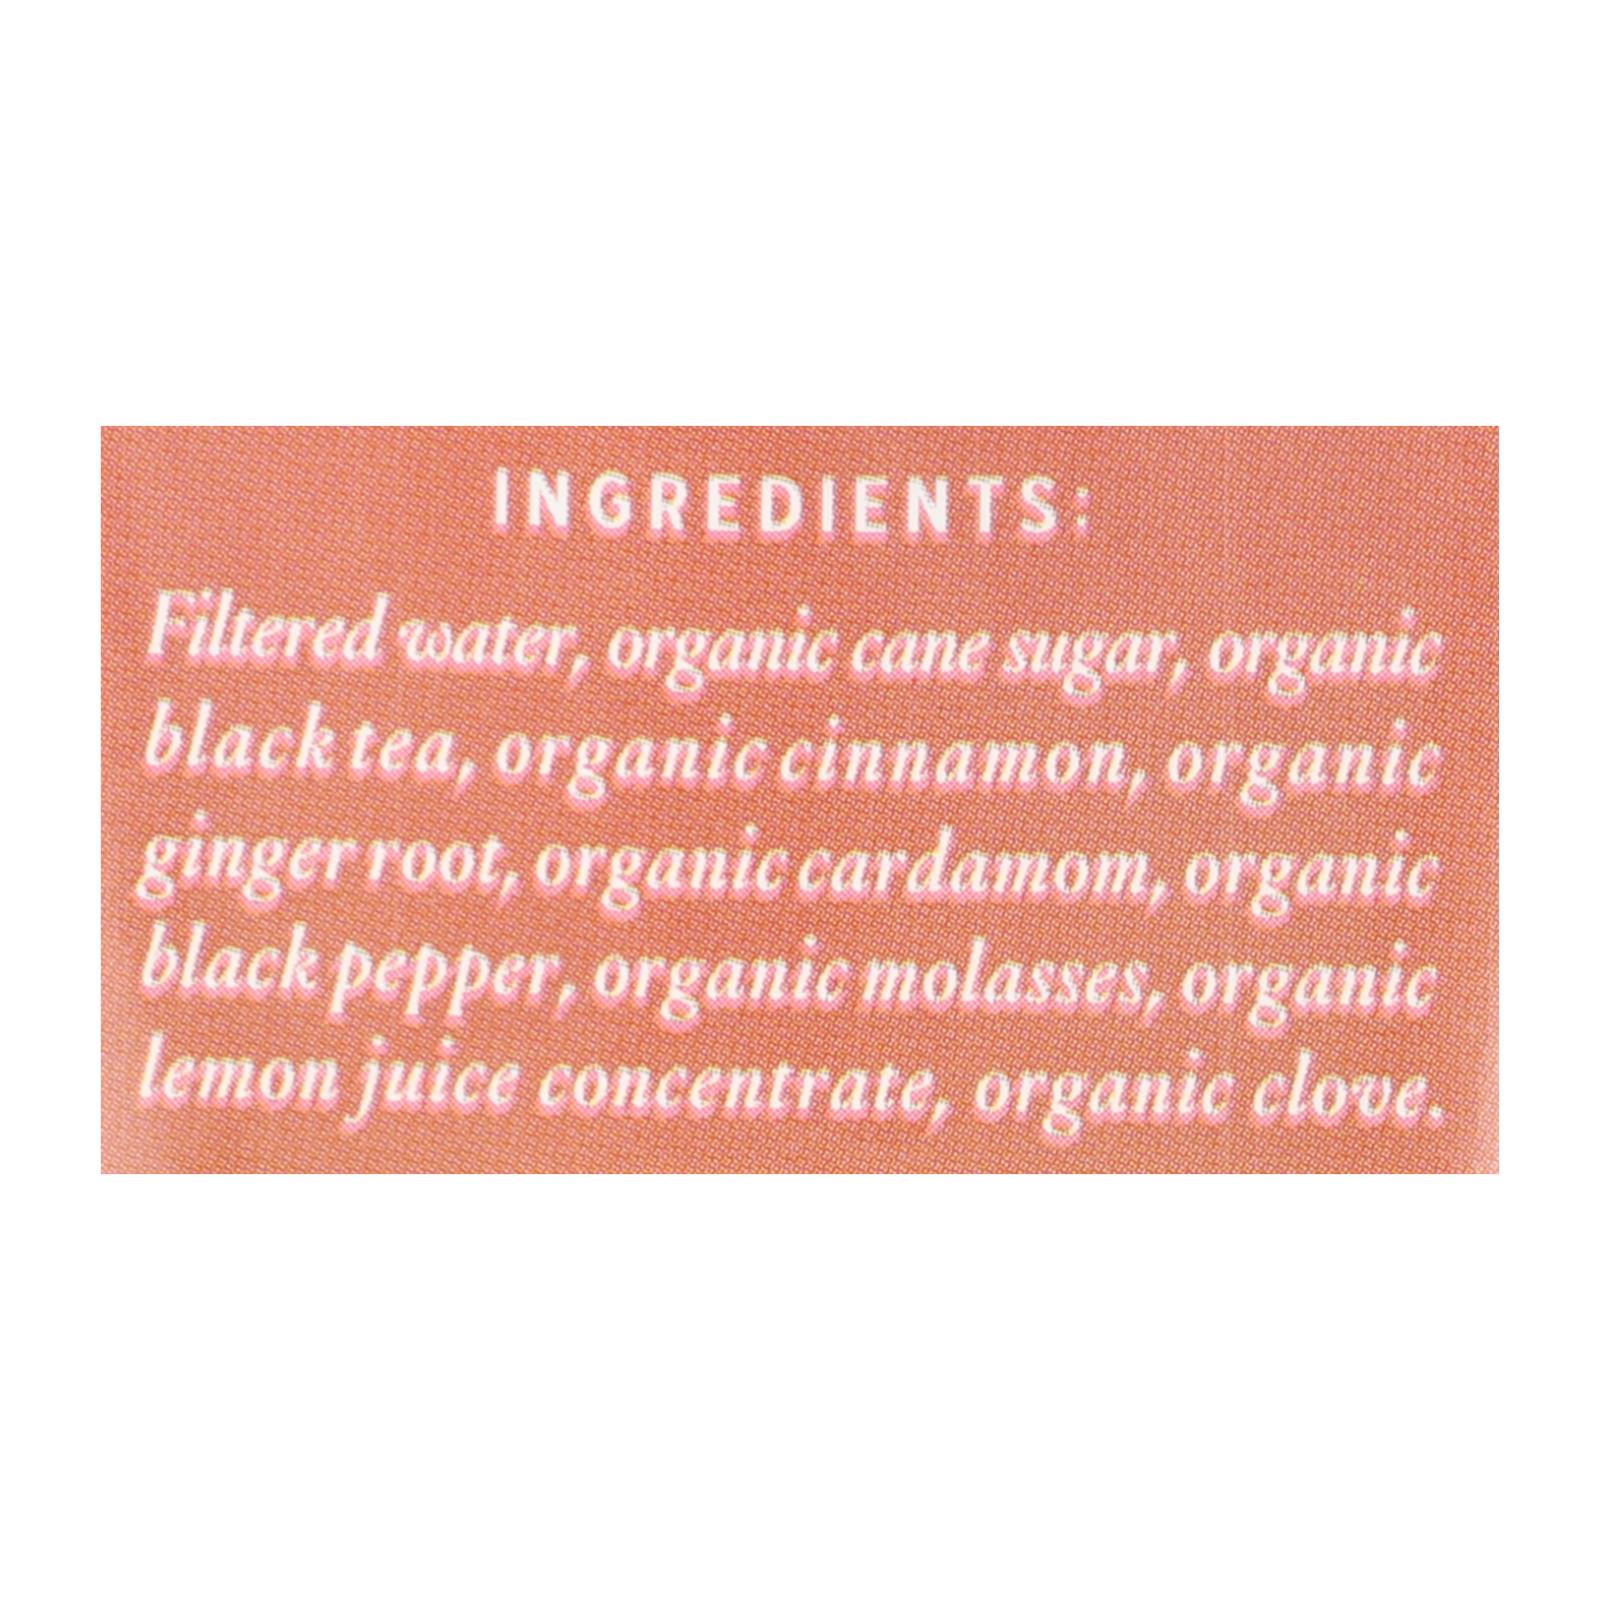 INGREDIENTS:
Filtered water, organic cane sugar, organic
black tea, organic cinnamon, organic
ginger root, organic cardamom, organic
black pepper, organic molasses, organic
lemon juice concentrate, organic clove.